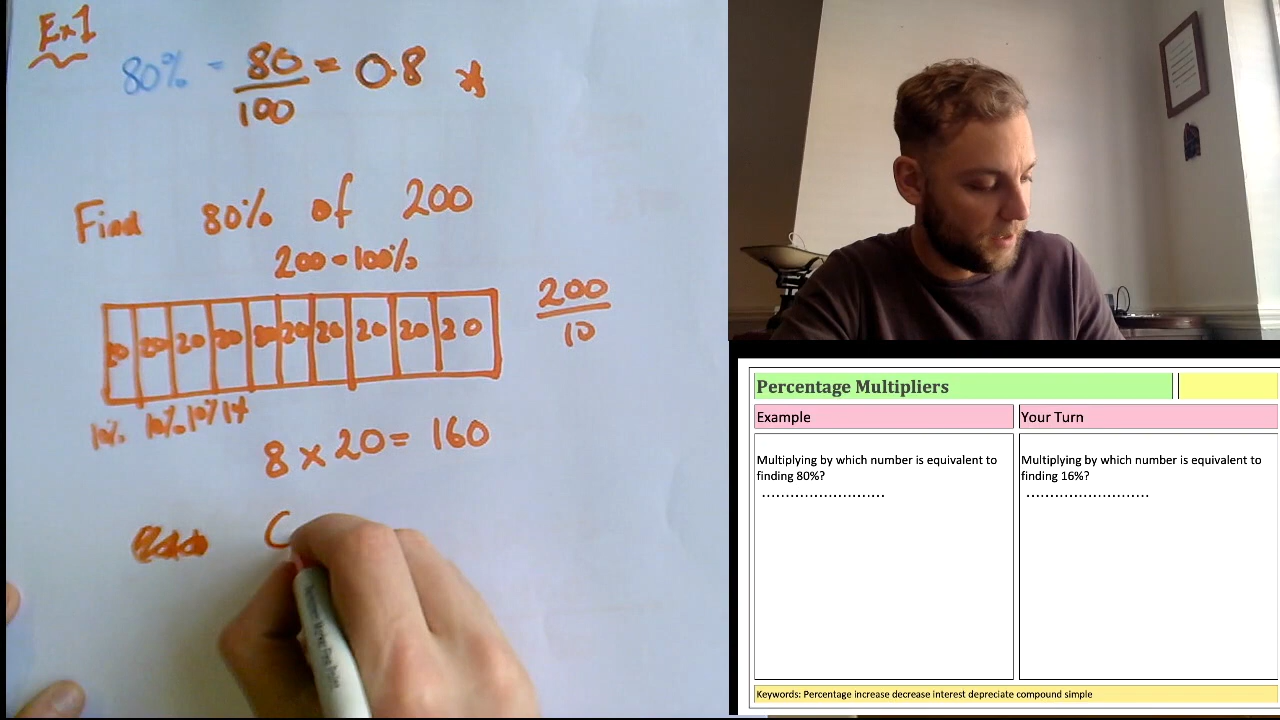 Ex1
80% = 80/100 = 0.8
Find 80% of 200
200 = 100%
20 20 20 20 20 20 20 20 20 20
200/10
10% 10% 10%
8 x 20 = 160
Percentage Multipliers
Example
Your Turn
Multiplying by which number is equivalent to
finding 80%?
..........................
Multiplying by which number is equivalent to
finding 16%?
..........................
Keywords: Percentage increase decrease interest depreciate compound simple